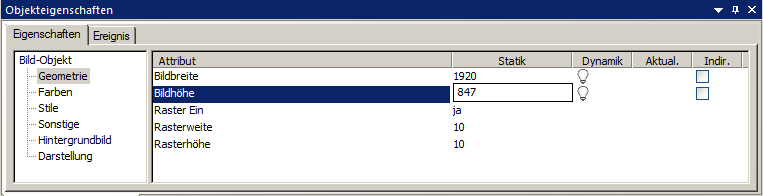 Objekteigenschaften
Eigenschaften Ereignis
Bild-Objekt
Geometrie
Farben
Stile
Sonstige
Hintergrundbild
Darstellung
Attribut Statik Dynamik Aktual. Indir.
Bildbreite 1920
Bildhöhe 847
Raster Ein ja
Rasterweite 10
Rasterhöhe 10